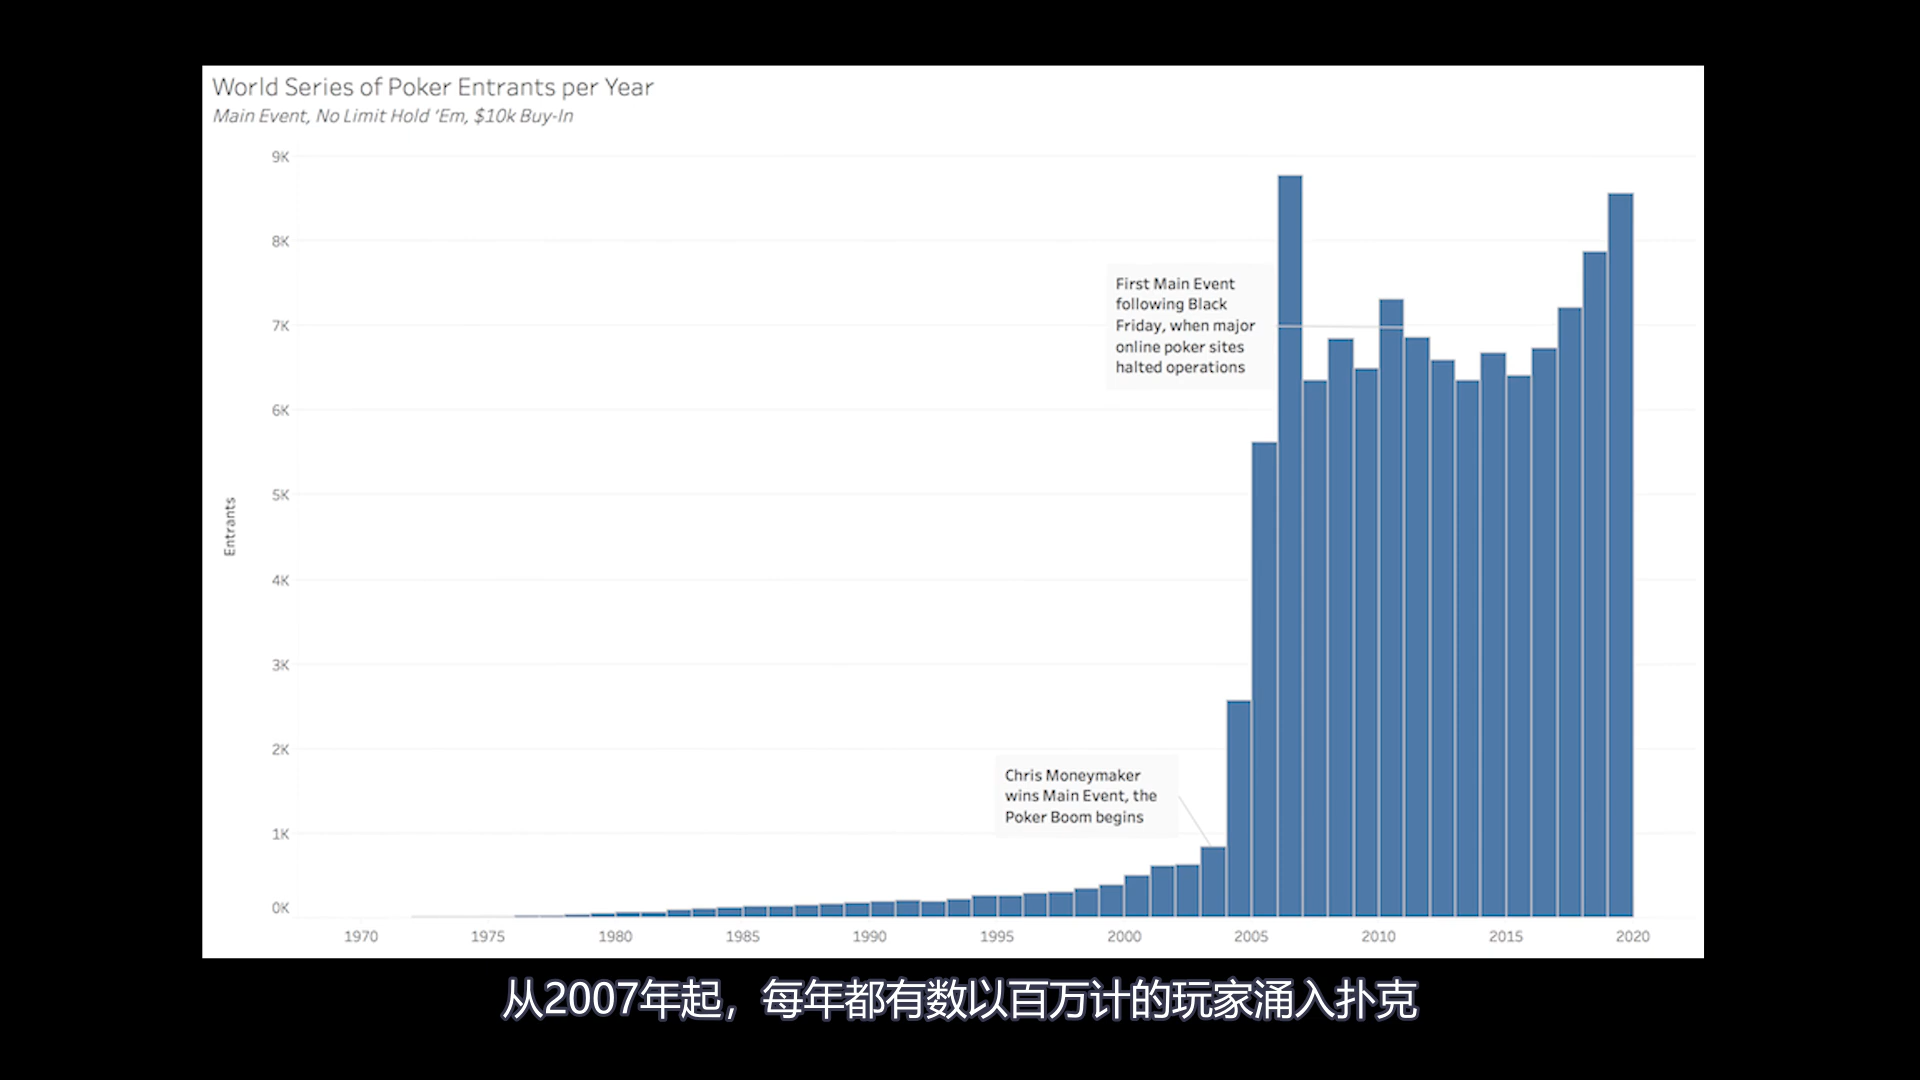 World Series of Poker Entrants per Year
Main Event, No Limit Hold ‘Em, $10k Buy-In
9K
8K
7K
6K
5K
4K
3K
2K
1K
0K
Entrants
First Main Event
following Black
Friday, when major
online poker sites
halted operations
Chris Moneymaker
wins Main Event, the
Poker Boom begins
1970
1975
1980
1985
1990
1995
2000
2005
2010
2015
2020
从2007年起，每年都有数以百万计的玩家涌入扑克